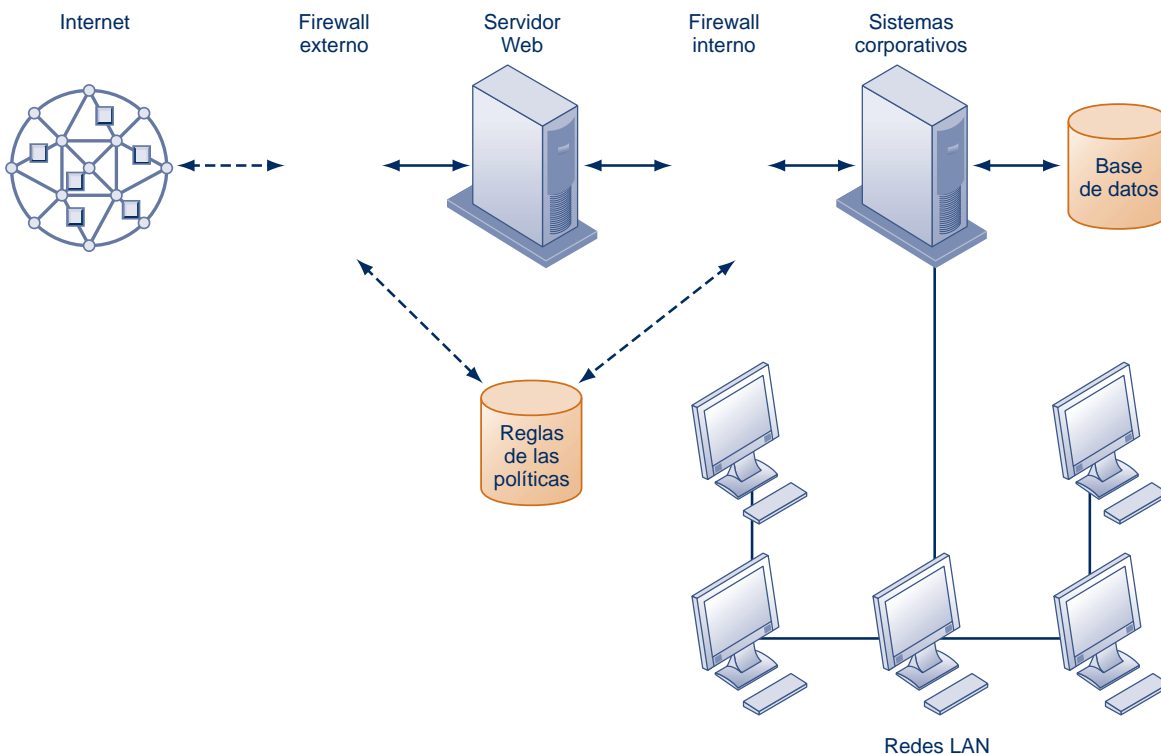 Internet
Firewall
externo
Servidor
Web
Firewall
interno
Sistemas
corporativos
Base
de datos
Reglas
de las
políticas
Redes LAN